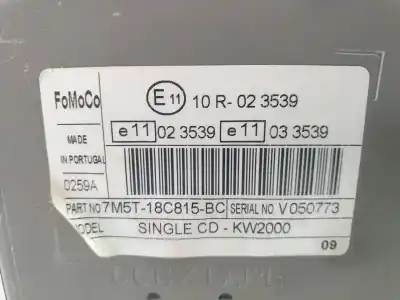 FoMoCo
E 11 10 R- 02 3539
MADE
IN PORTUGAL
e 11 02 3539 e 11 03 3539
0259A
PART NO 7M5T-18C815-BC SERIAL NO. V 050773
MODEL SINGLE CD - KW2000
09